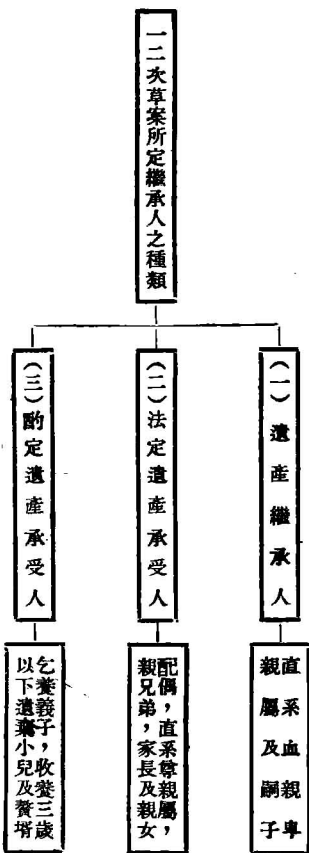 一二次草案所定繼承人之種類
（一）遺產繼承人
直系血親卑
親屬及嗣子
（二）法定遺產承受人
配偶，直系尊親屬，
親兄弟，家長及親女
（三）酌定遺產承受人
乞養義子，收養三歲
以下遺棄小兒及贅壻